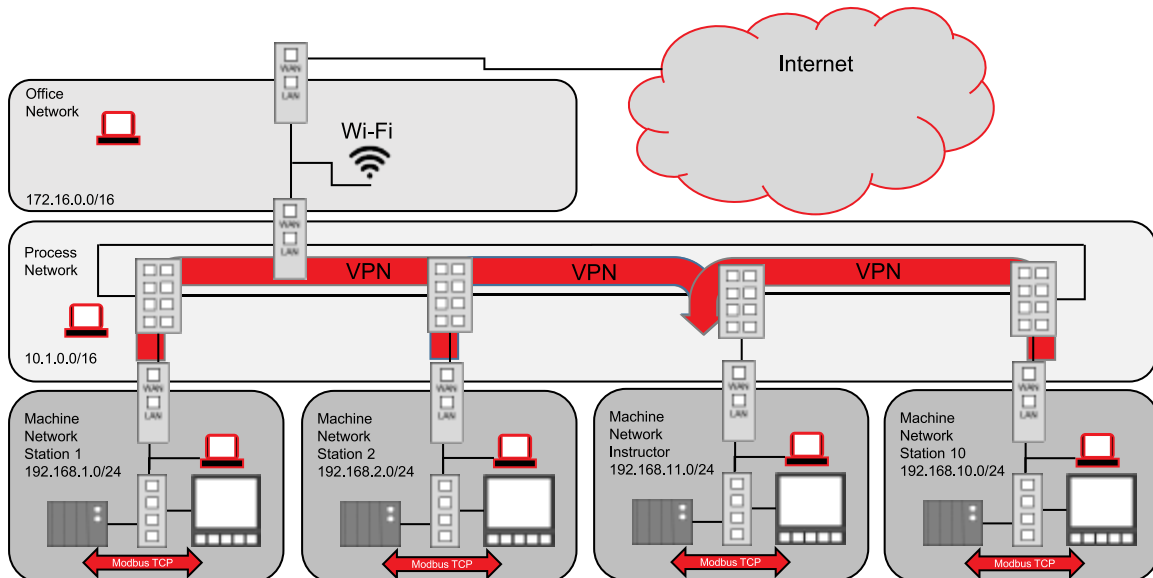 Internet
WAN
LAN
Office
Network
Wi-Fi
172.16.0.0/16
WAN
LAN
Process
Network
VPN
VPN
VPN
10.1.0.0/16
WAN
LAN
WAN
LAN
WAN
LAN
WAN
LAN
Machine
Network
Station 1
192.168.1.0/24
Modbus TCP
Machine
Network
Station 2
192.168.2.0/24
Modbus TCP
Machine
Network
Instructor
192.168.11.0/24
Modbus TCP
Machine
Network
Station 10
192.168.10.0/24
Modbus TCP